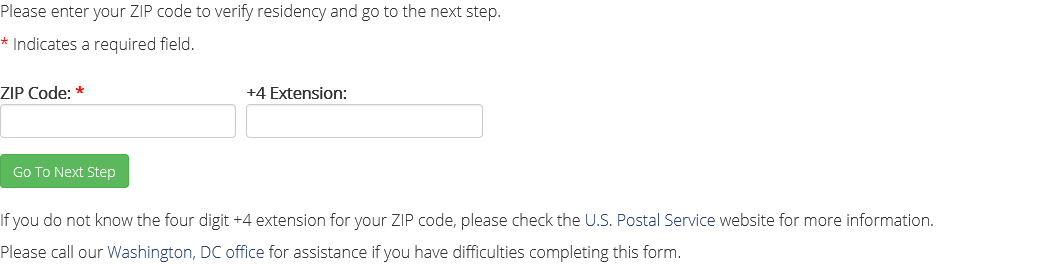 Please enter your ZIP code to verify residency and go to the next step.
* Indicates a required field.
ZIP Code: * +4 Extension:
Go To Next Step
If you do not know the four digit +4 extension for your ZIP code, please check the U.S. Postal Service website for more information.
Please call our Washington, DC office for assistance if you have difficulties completing this form.